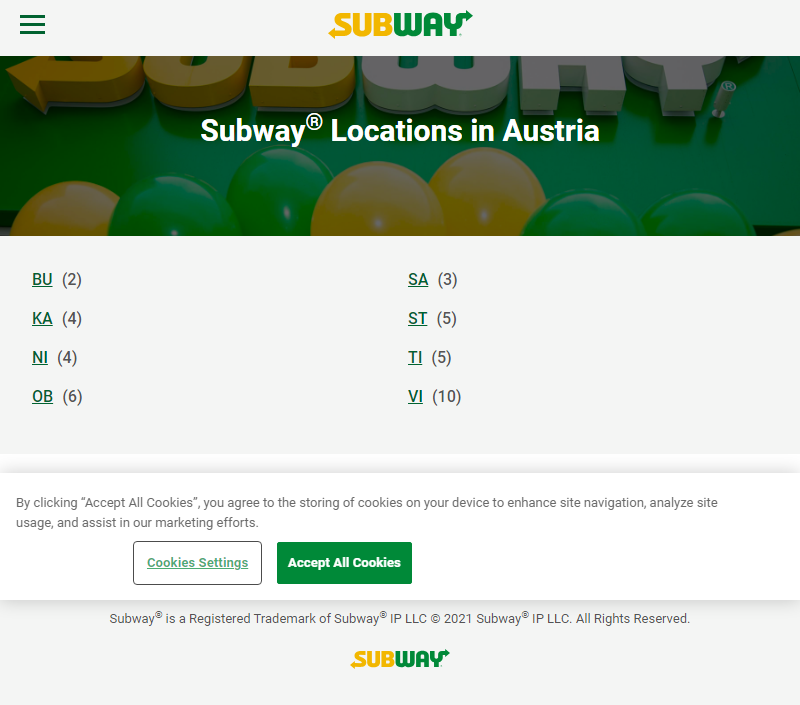 SUBWAY
SUBWAY®
Subway® Locations in Austria
BU (2)
KA (4)
NI (4)
OB (6)
SA (3)
ST (5)
TI (5)
VI (10)
By clicking “Accept All Cookies”, you agree to the storing of cookies on your device to enhance site navigation, analyze site
usage, and assist in our marketing efforts.
Cookies Settings
Accept All Cookies
Subway® is a Registered Trademark of Subway® IP LLC © 2021 Subway® IP LLC. All Rights Reserved.
SUBWAY